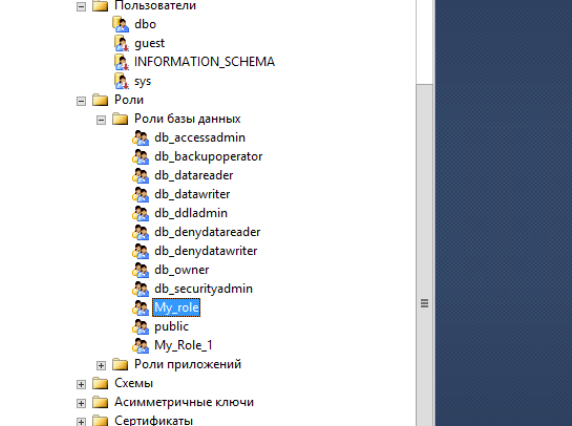 Пользователи
dbo
guest
INFORMATION_SCHEMA
sys
Роли
Роли базы данных
db_accessadmin
db_backupoperator
db_datareader
db_datawriter
db_ddladmin
db_denydatareader
db_denydatawriter
db_owner
db_securityadmin
My_role
public
My_Role_1
Роли приложений
Схемы
Асимметричные ключи
Сертификаты